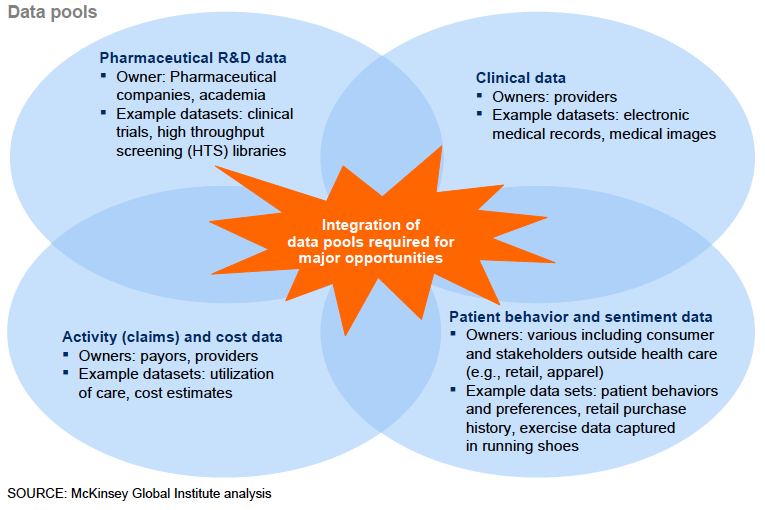 Data pools
Pharmaceutical R&D data
▪ Owner: Pharmaceutical
companies, academia
▪ Example datasets: clinical
trials, high throughput
screening (HTS) libraries
Clinical data
▪ Owners: providers
▪ Example datasets: electronic
medical records, medical images
Integration of
data pools required for
major opportunities
Activity (claims) and cost data
▪ Owners: payors, providers
▪ Example datasets: utilization
of care, cost estimates
Patient behavior and sentiment data
▪ Owners: various including consumer
and stakeholders outside health care
(e.g., retail, apparel)
▪ Example data sets: patient behaviors
and preferences, retail purchase
history, exercise data captured
in running shoes
SOURCE: McKinsey Global Institute analysis